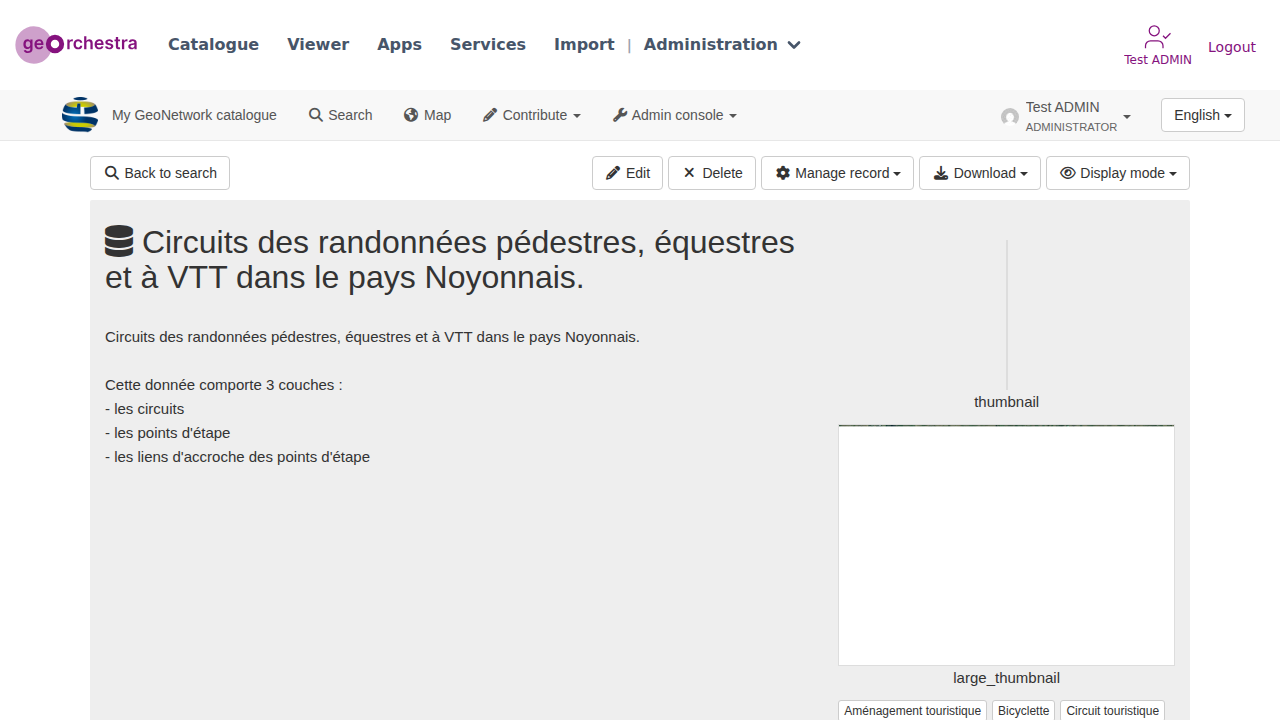 georchestra
Catalogue Viewer Apps Services Import | Administration
Test ADMIN
Logout
My GeoNetwork catalogue Search Map Contribute Admin console
Test ADMIN
ADMINISTRATOR
English
Back to search Edit Delete Manage record Download Display mode
Circuits des randonnées pédestres, équestres
et à VTT dans le pays Noyonnais.
Circuits des randonnées pédestres, équestres et à VTT dans le pays Noyonnais.
Cette donnée comporte 3 couches :
- les circuits
- les points d'étape
- les liens d'accroche des points d'étape
thumbnail
large_thumbnail
Aménagement touristique Bicyclette Circuit touristique